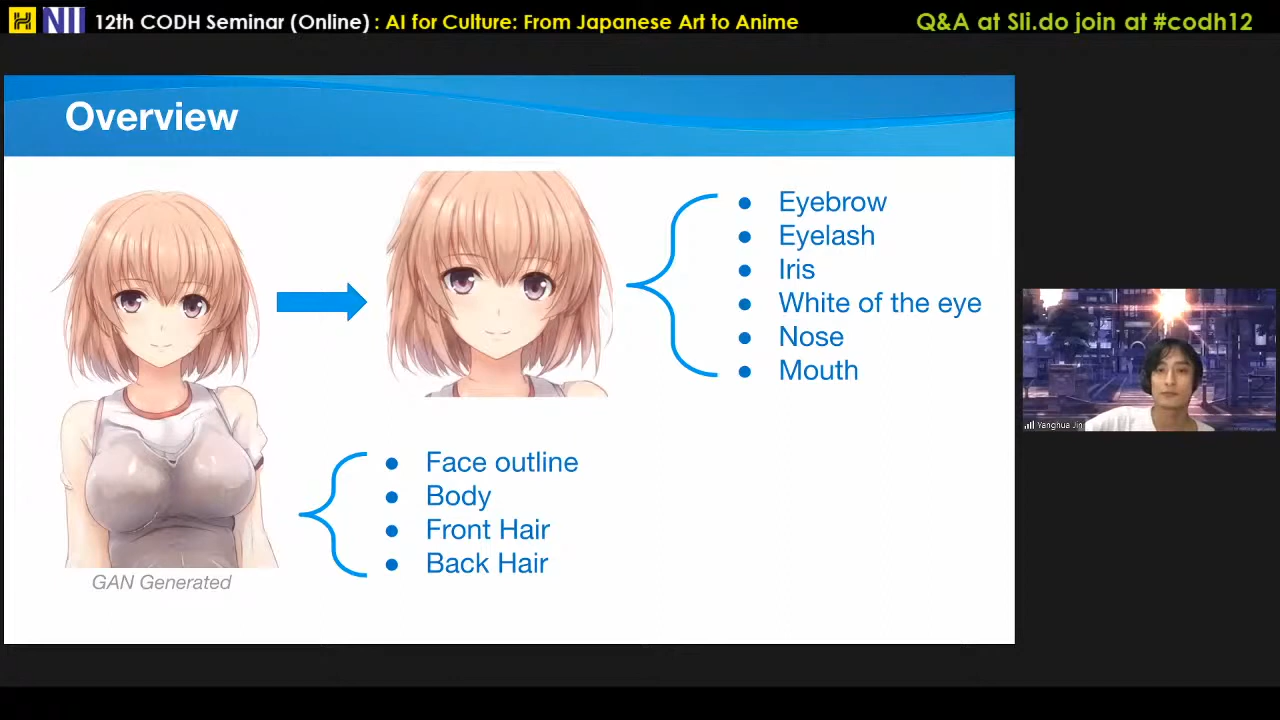 12th CODH Seminar (Online) : AI for Culture: From Japanese Art to Anime
Q&A at Sli.do join at #codh12
NII
Overview
• Eyebrow
• Eyelash
• Iris
• White of the eye
• Nose
• Mouth
• Face outline
• Body
• Front Hair
• Back Hair
GAN Generated
Yanghua Jin